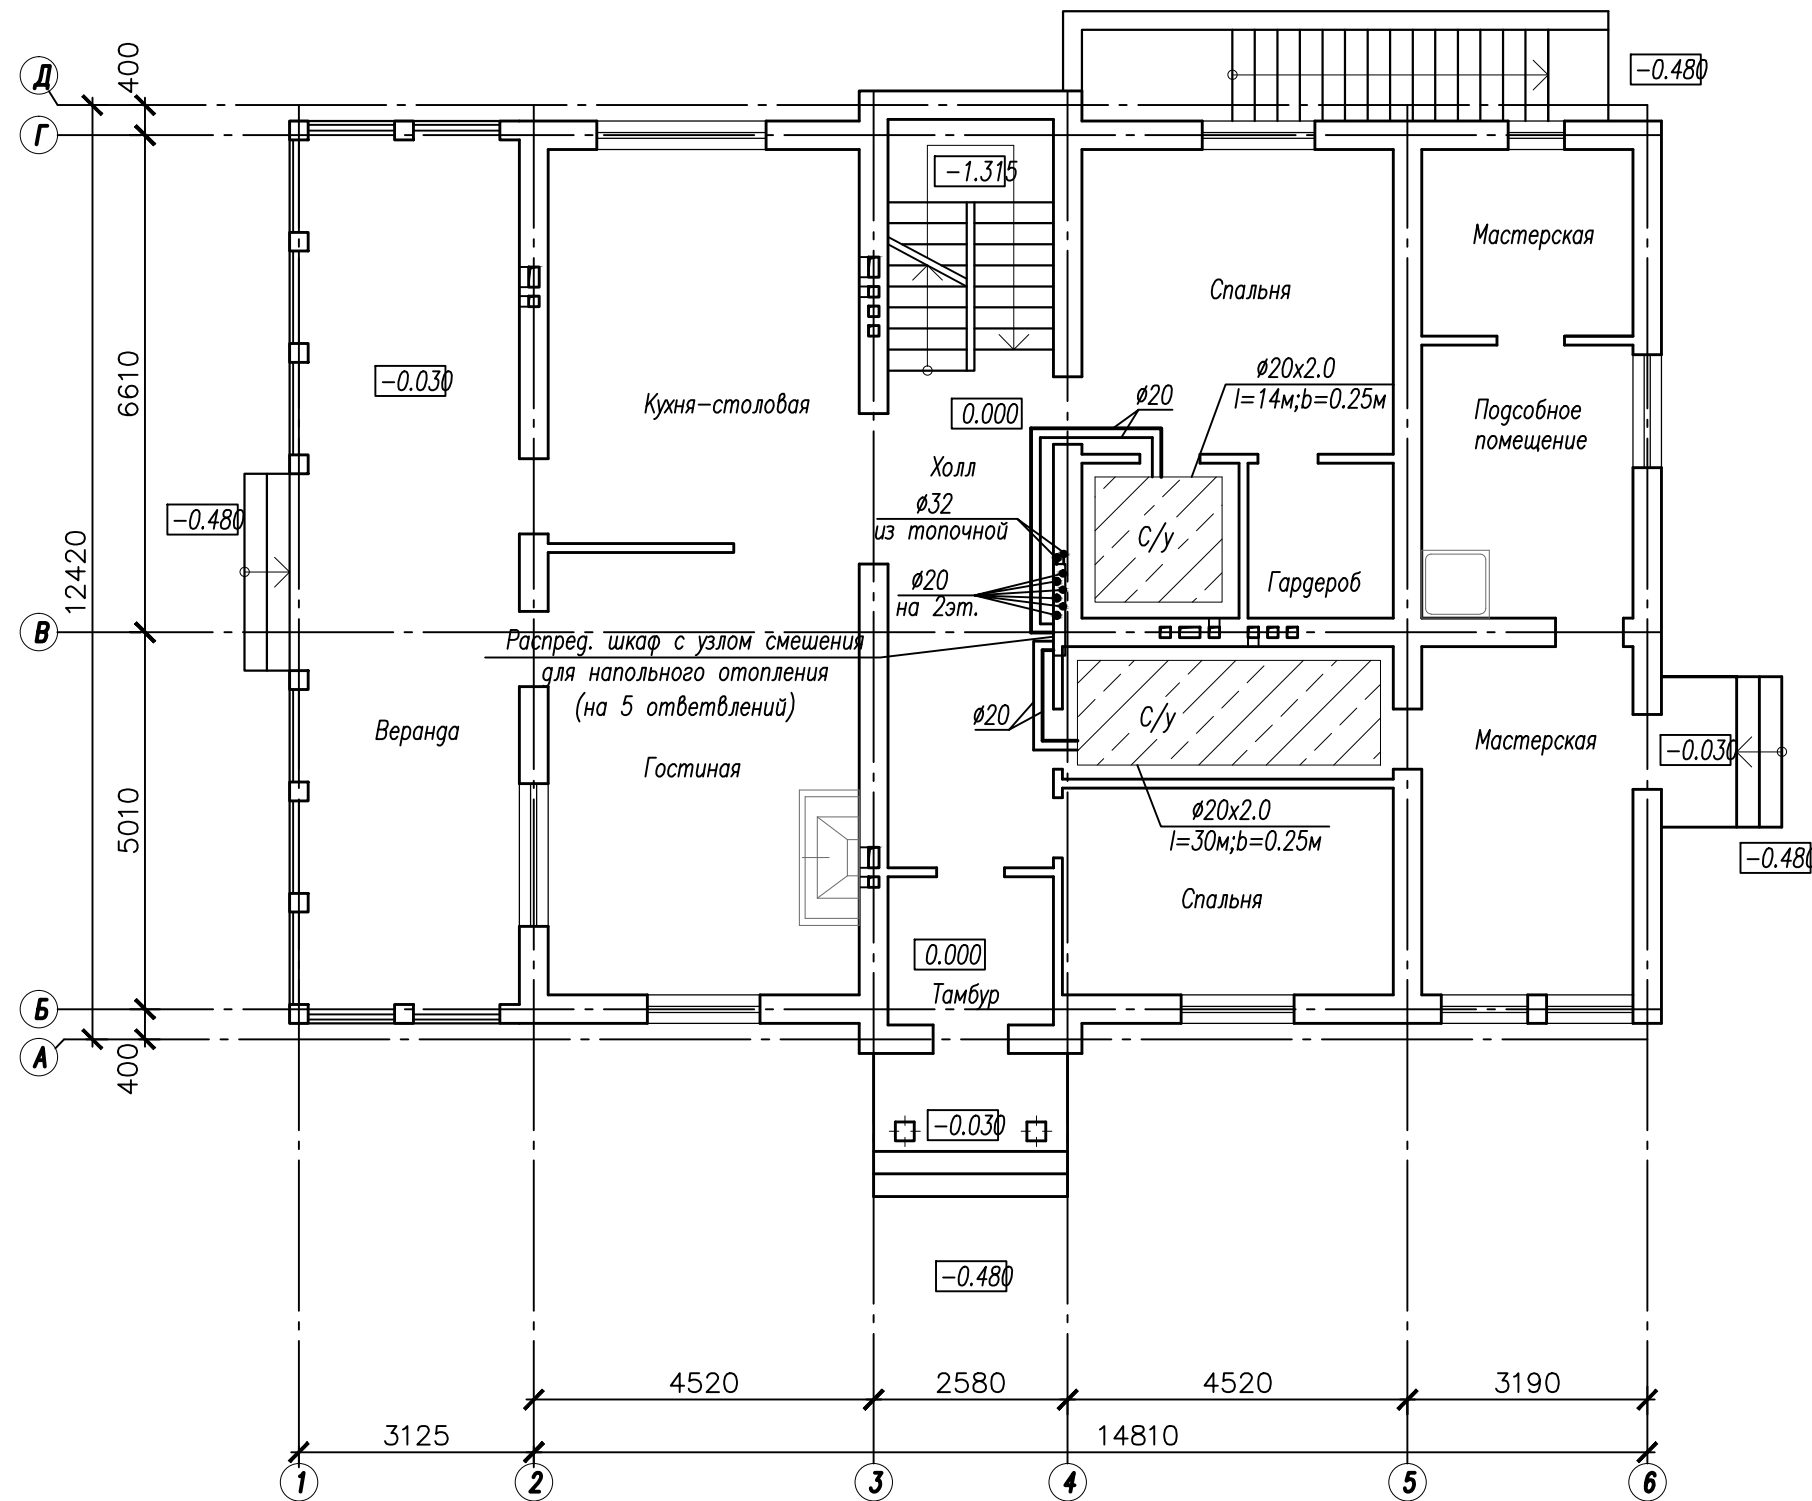 Д
400
-0.480
Г
-1.315
Мастерская
Спальня
6610
-0.030
Кухня-столовая
ø20
ø20х2.0
l=14м;b=0.25м
0.000
Подсобное
помещение
Холл
ø32
из топочной
-0.480
С/у
12420
ø20
на 2эт.
Гардероб
В
Распред. шкаф с узлом смешения
для напольного отопления
(на 5 ответвлений)
ø20
С/у
Веранда
Гостиная
Мастерская
-0.030
5010
ø20х2.0
l=30м;b=0.25м
-0.480
Спальня
0.000
Тамбур
Б
А
400
-0.030
-0.480
4520
2580
4520
3190
3125
14810
1
2
3
4
5
6